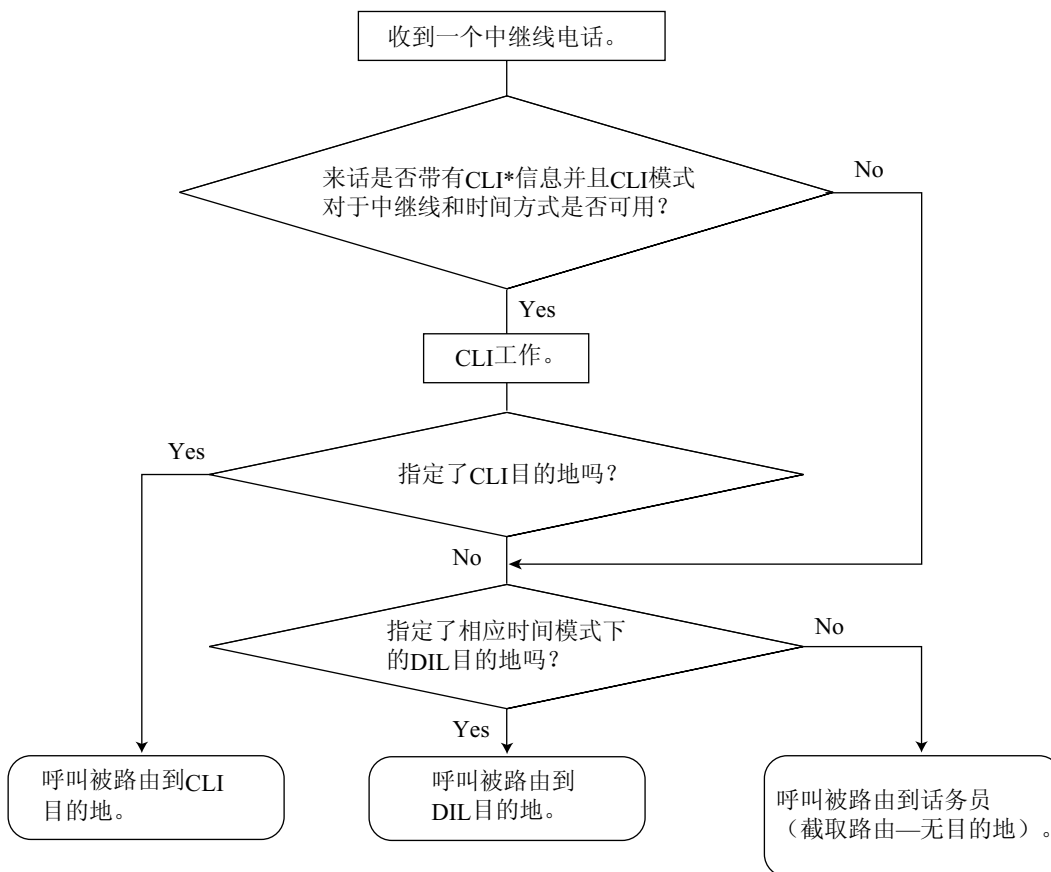 收到一个中继线电话。
来话是否带有CLI*信息并且CLI模式
对于中继线和时间方式是否可用？
No
Yes
CLI工作。
Yes
指定了CLI目的地吗？
No
指定了相应时间模式下
的DIL目的地吗？
No
Yes
呼叫被路由到CLI
目的地。
呼叫被路由到
DIL目的地。
呼叫被路由到话务员
（截取路由—无目的地）。